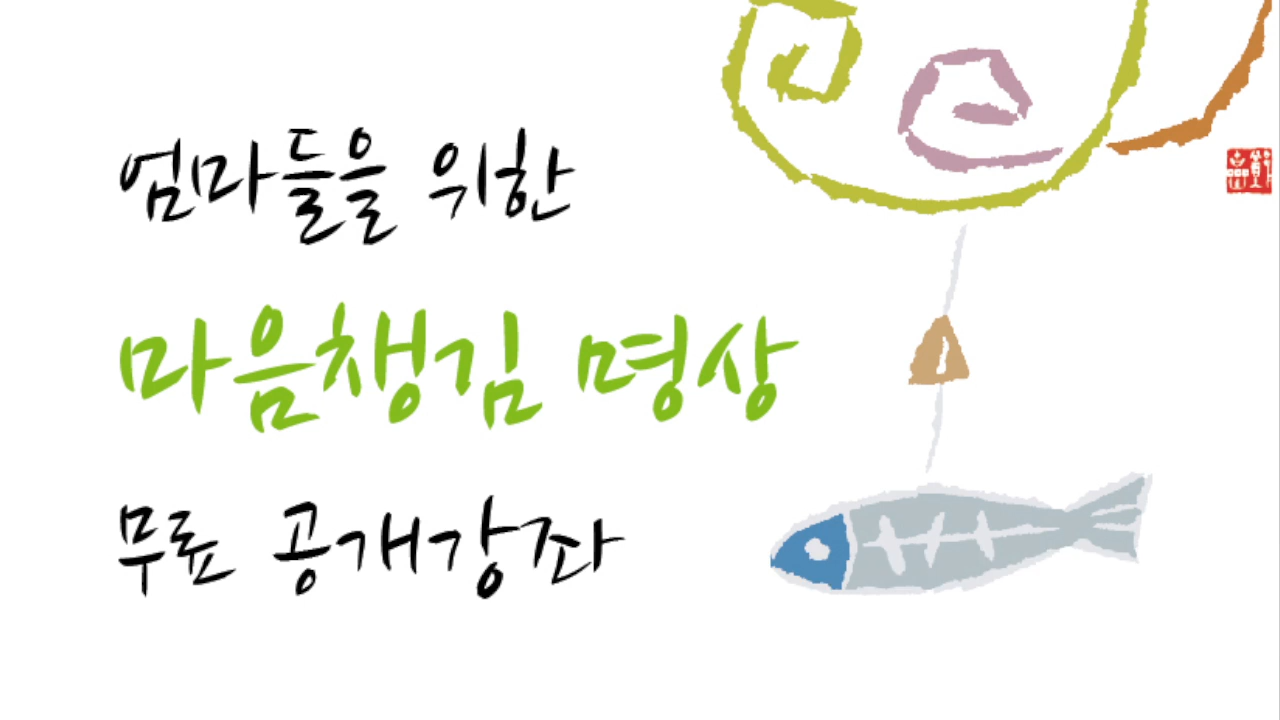 엄마들을 위한
마음챙김 명상
무료 공개강좌